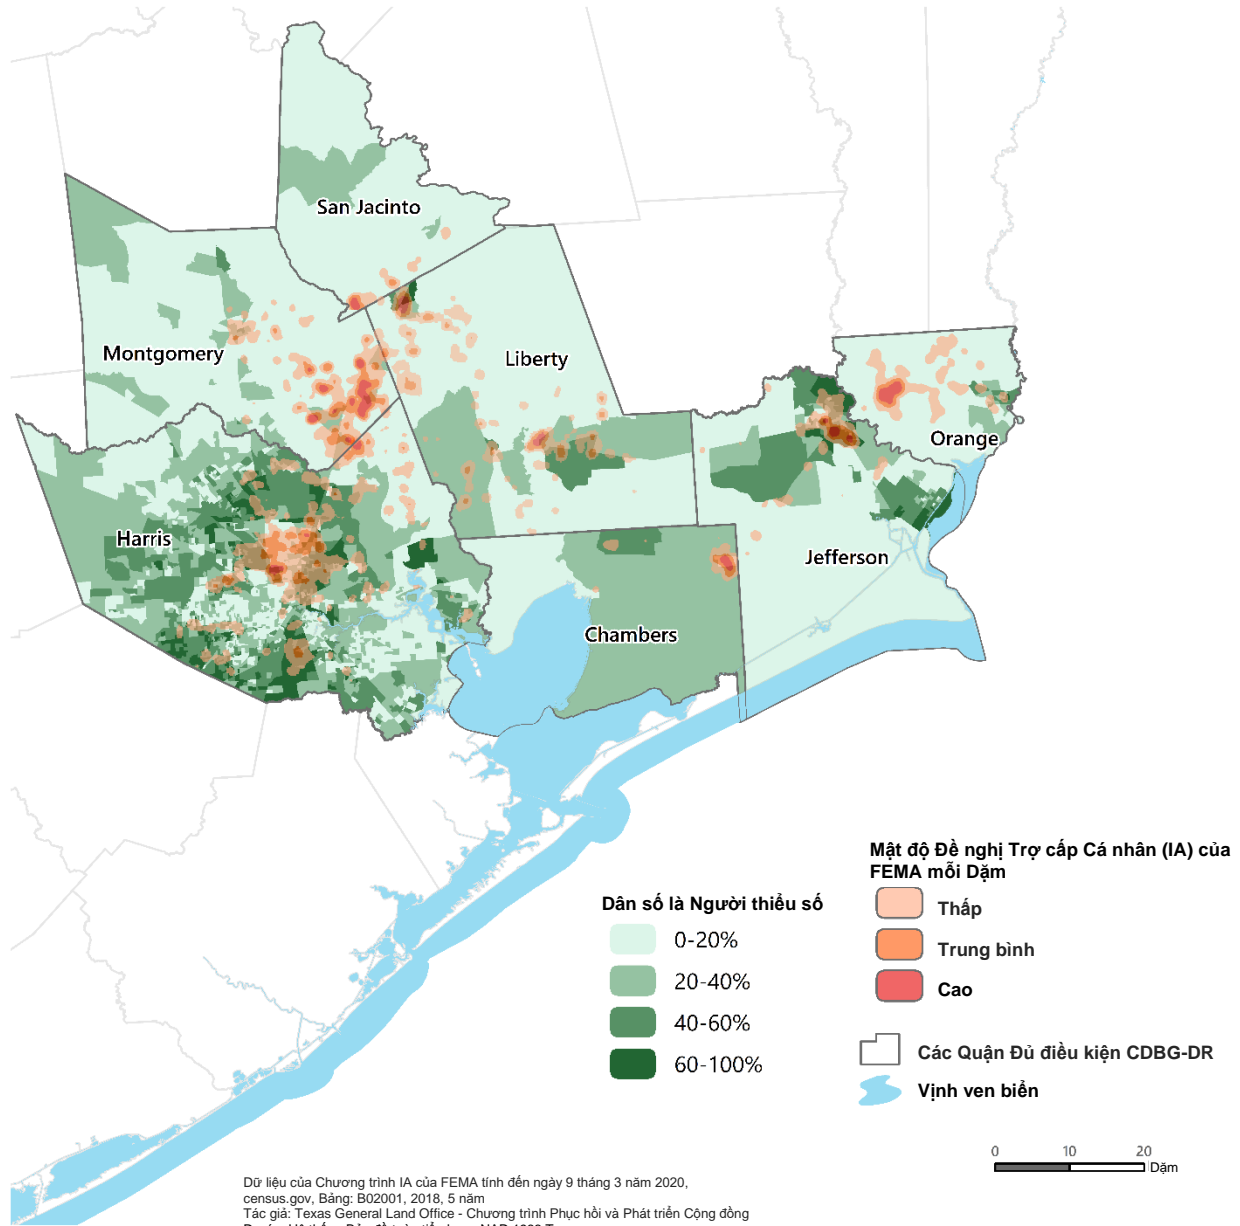 San Jacinto
Montgomery
Liberty
Orange
Harris
Jefferson
Chambers
Mật độ Đề nghị Trợ cấp Cá nhân (IA) của
FEMA mỗi Dặm
Thấp
Trung bình
Cao
Dân số là Người thiểu số
0-20%
20-40%
40-60%
60-100%
Các Quận Đủ điều kiện CDBG-DR
Vịnh ven biển
0 10 20
Dặm
Dữ liệu của Chương trình IA của FEMA tính đến ngày 9 tháng 3 năm 2020,
census.gov, Bảng: B02001, 2018, 5 năm
Tác giả: Texas General Land Office - Chương trình Phục hồi và Phát triển Cộng đồng